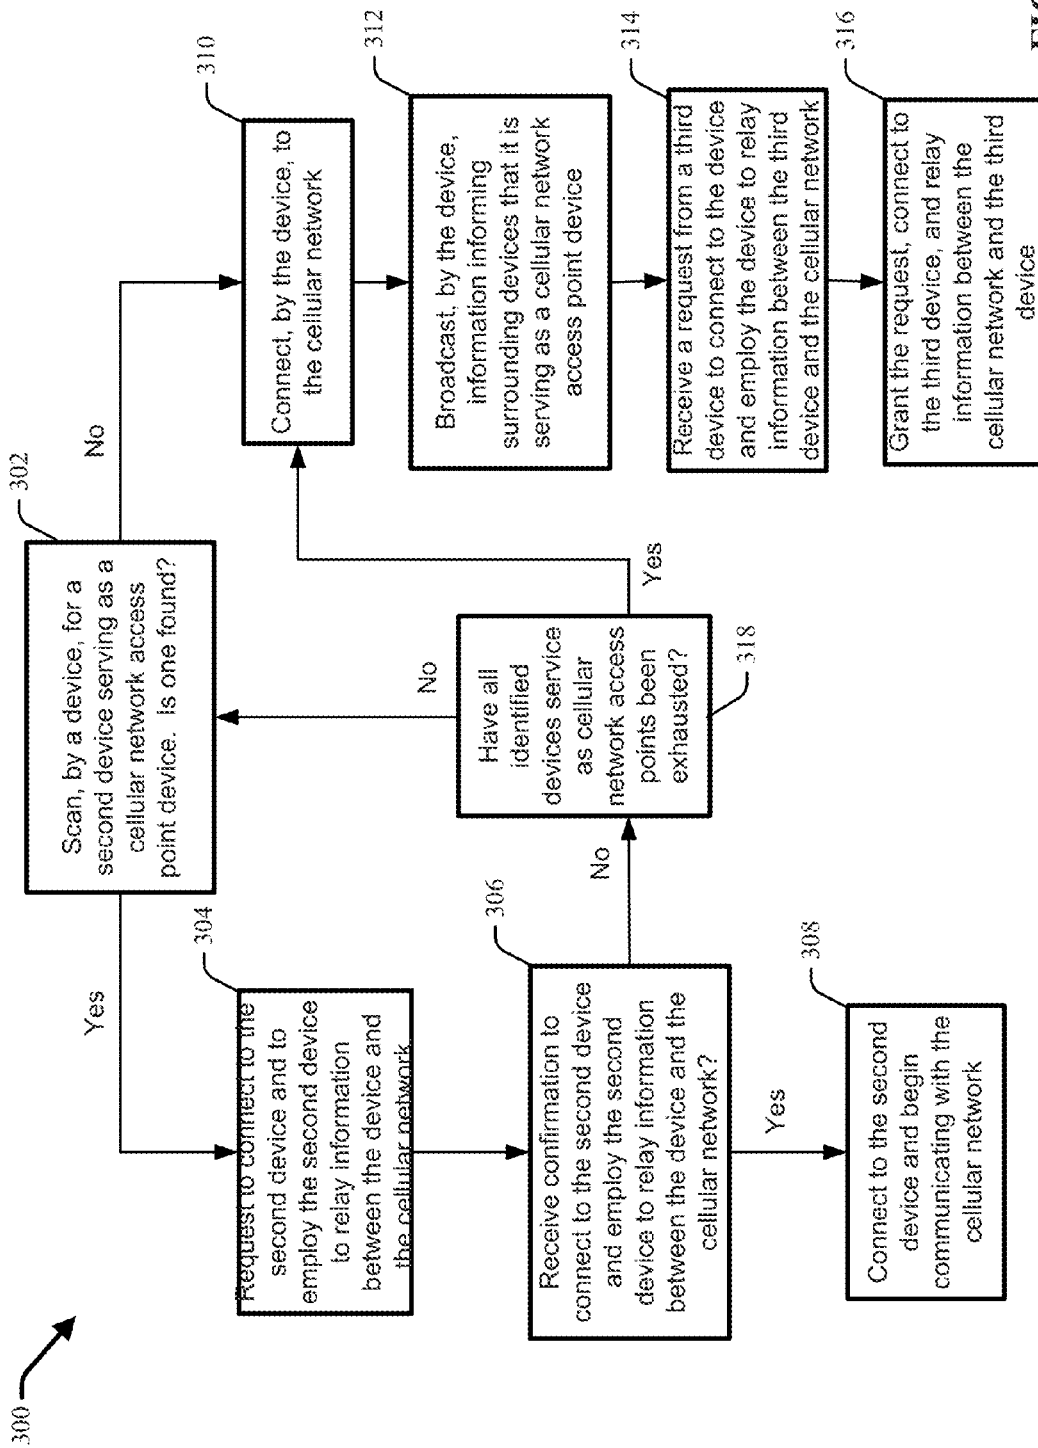 300
302
Scan, by a device, for a
second device serving as a
cellular network access
point device. Is one found?
Yes
No
304
Request to connect to the
second device and to
employ the second device
to relay information
between the device and
the cellular network
306
Receive confirmation to
connect to the second device
and employ the second
device to relay information
between the device and the
cellular network?
Yes
No
308
Connect to the second
device and begin
communicating with the
cellular network
318
Have all
identified
devices service
as cellular
network access
points been
exhausted?
No
Yes
310
Connect, by the device, to
the cellular network
312
Broadcast, by the device,
information informing
surrounding devices that it is
serving as a cellular network
access point device
314
Receive a request from a third
device to connect to the device
and employ the device to relay
information between the third
device and the cellular network
316
Grant the request, connect to
the third device, and relay
information between the
cellular network and the third
device